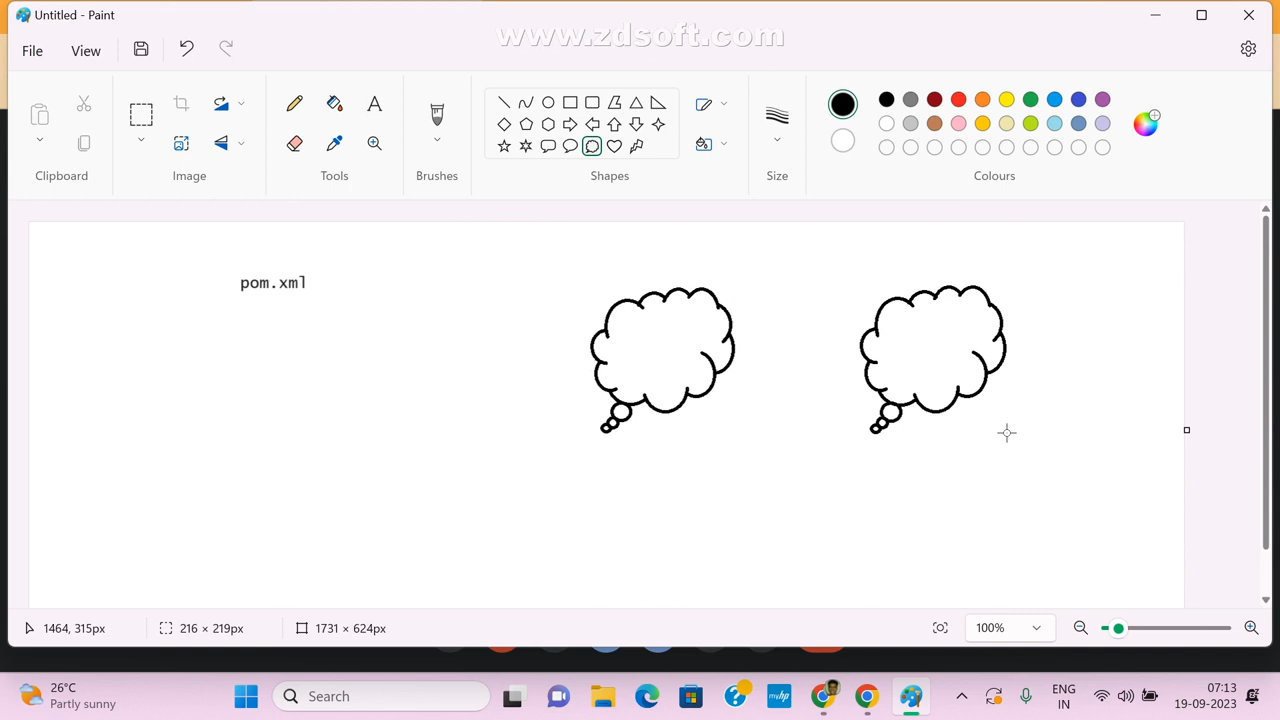 Untitled - Paint
www.zdsoft.com
File View
Clipboard Image Tools Brushes Shapes Size Colours
pom.xml
1464, 315px 216 × 219px 1731 × 624px 100%
26°C
Partly sunny
Search
myhp
ENG
IN
07:13
19-09-2023